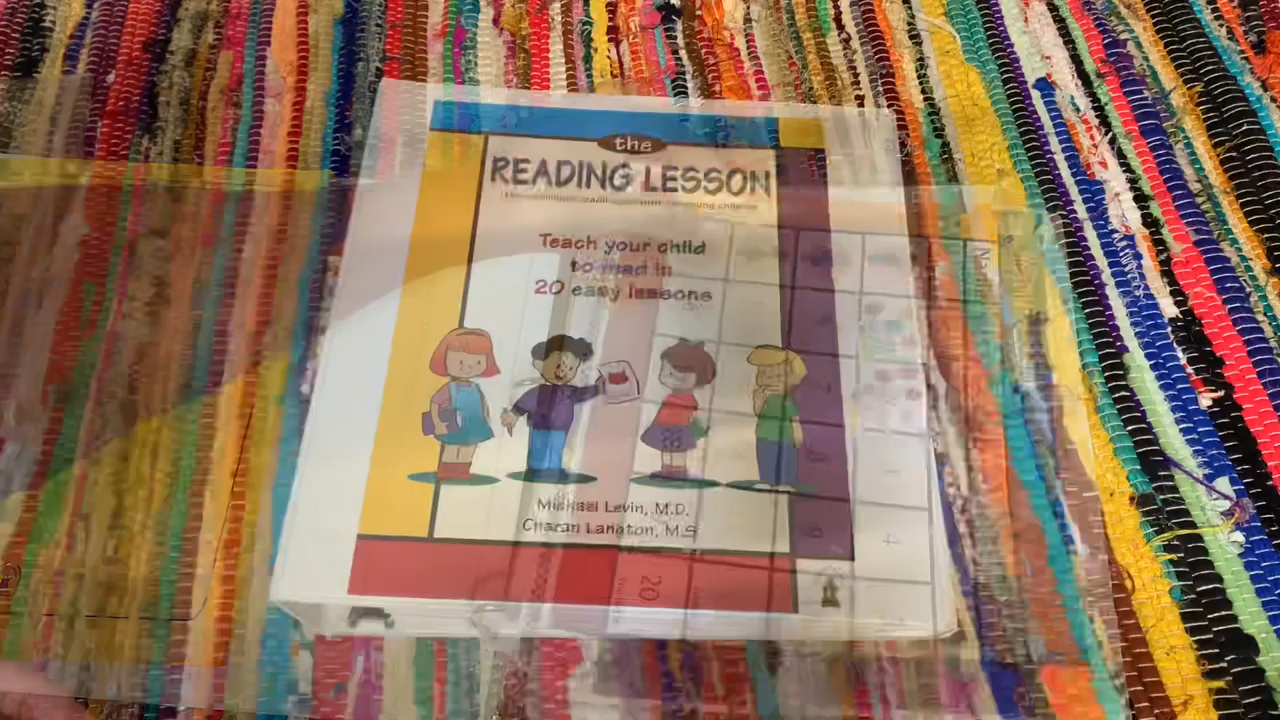 the
READING LESSON
Teach your child
to read in
20 easy lessons
Michael Levin, M.D.
Charan Langton, M.S
20